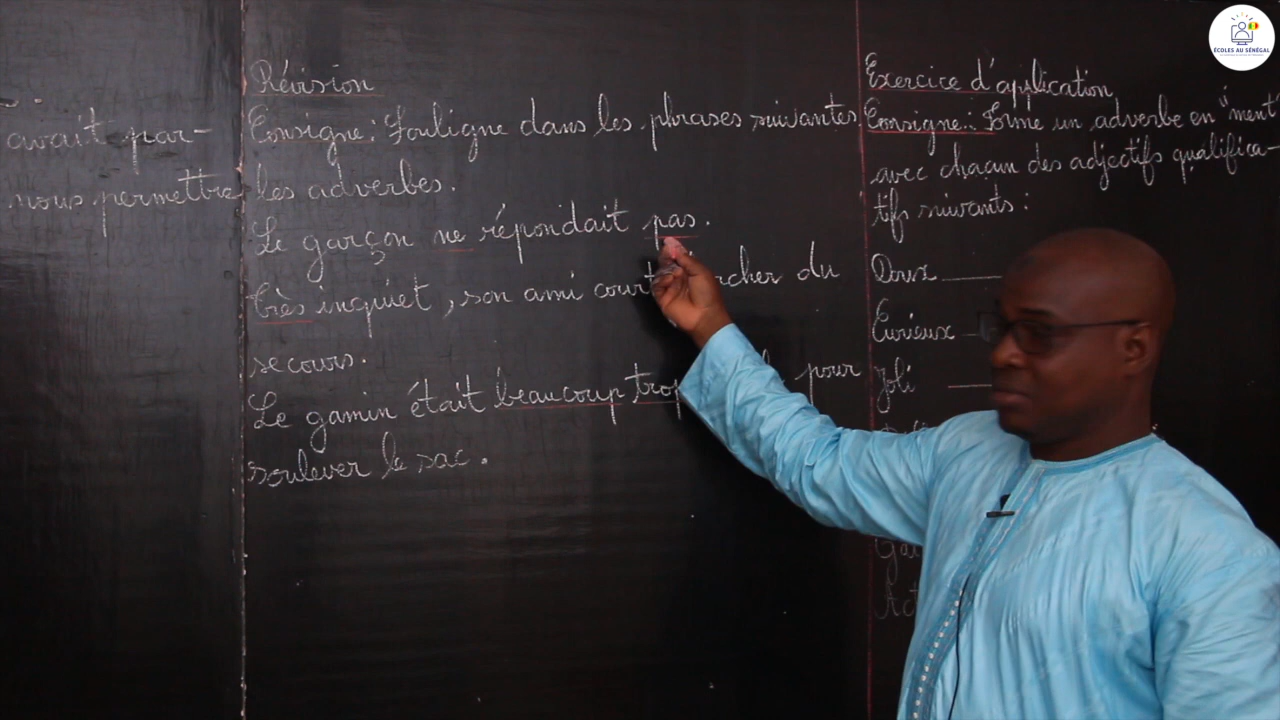 avait par-
nous permettre
Révision
Consigne: Souligne dans les phrases suivantes
les adverbes.
Le garçon ne répondait pas.
Très inquiet, son ami court du
secours.
Le gamin était beaucoup trop pour
soulever le sac.
Exercice d'application
Consigne: Forme un adverbe en "ment"
avec chacun des adjectifs qualifica-
tifs suivants:
Doux
Curieux
Joli
ÉCOLES AU SÉNÉGAL